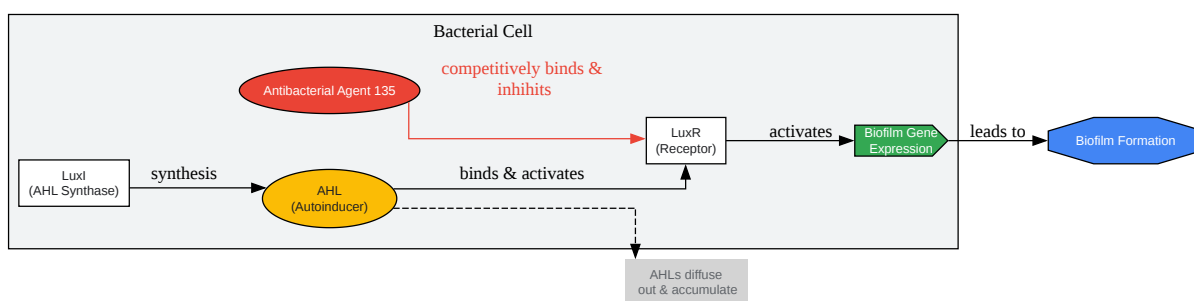 Bacterial Cell
competitively binds &
inhihits
Antibacterial Agent 135
LuxR
(Receptor)
activates
Biofilm Gene
Expression
leads to
Biofilm Formation
LuxI
(AHL Synthase)
synthesis
AHL
(Autoinducer)
binds & activates
AHLs diffuse
out & accumulate